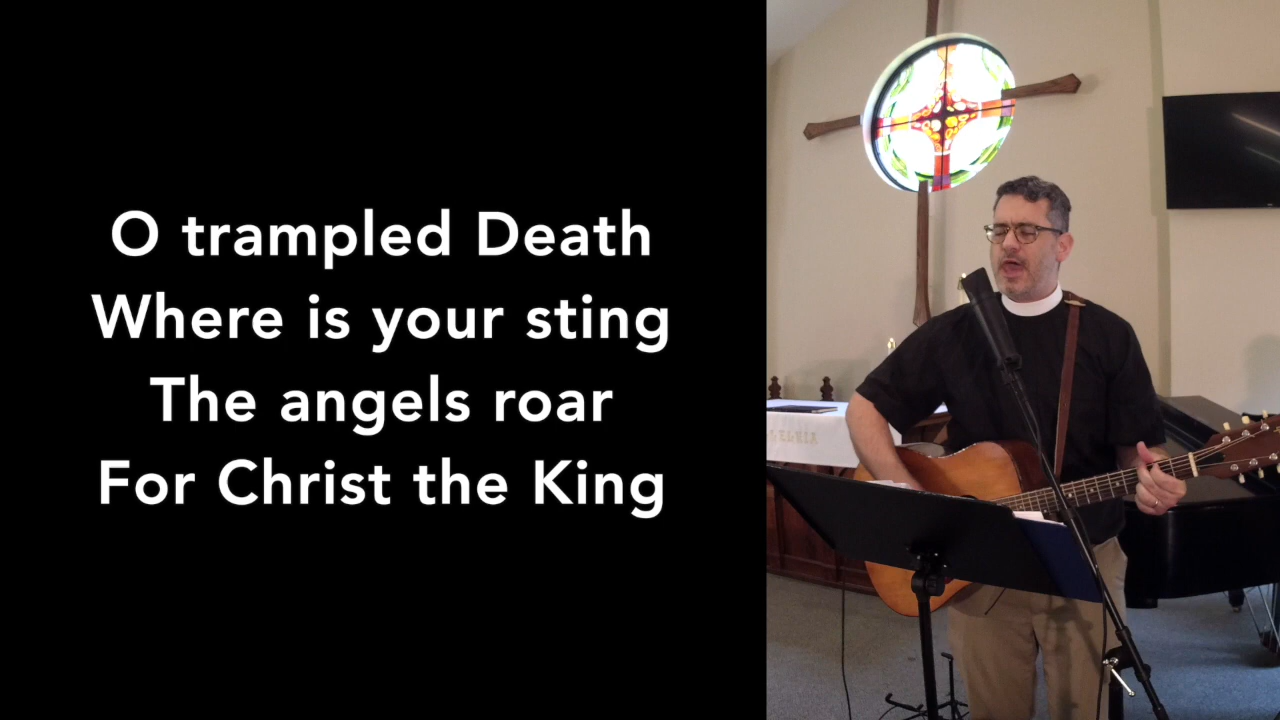 O trampled Death
Where is your sting
The angels roar
For Christ the King